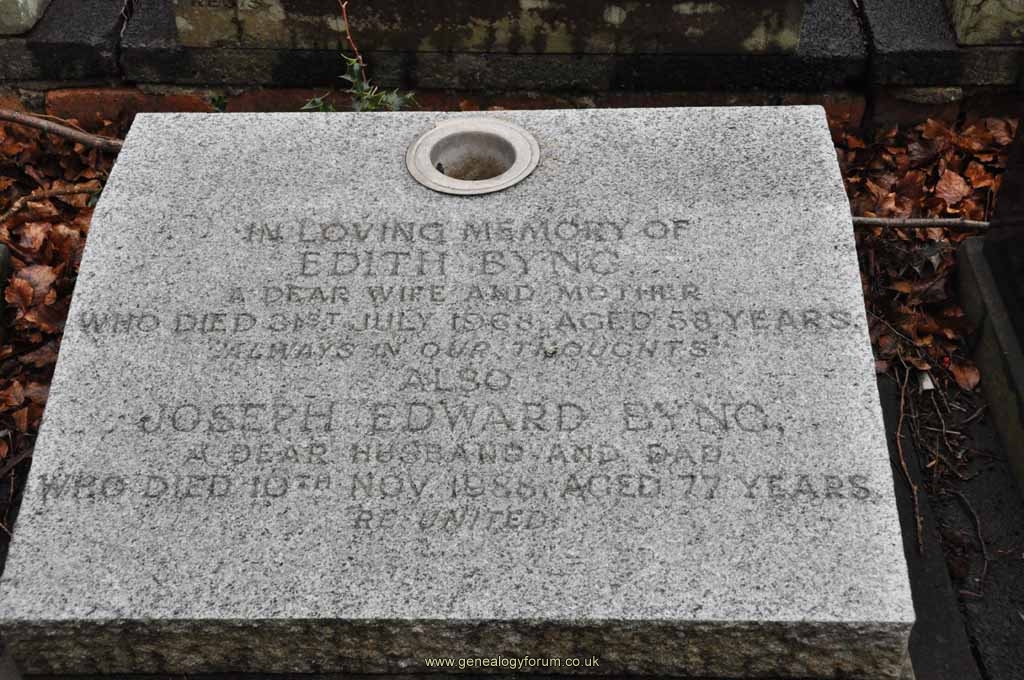 IN LOVING MEMORY OF
EDITH BYNG
A DEAR WIFE AND MOTHER
WHO DIED 31ST JULY 1968, AGED 58 YEARS.
"ALWAYS IN OUR THOUGHTS"
ALSO
JOSEPH EDWARD BYNG,
A DEAR HUSBAND AND DAD
WHO DIED 10TH NOV 1988, AGED 77 YEARS.
RE-UNITED.
www.genealogyforum.co.uk